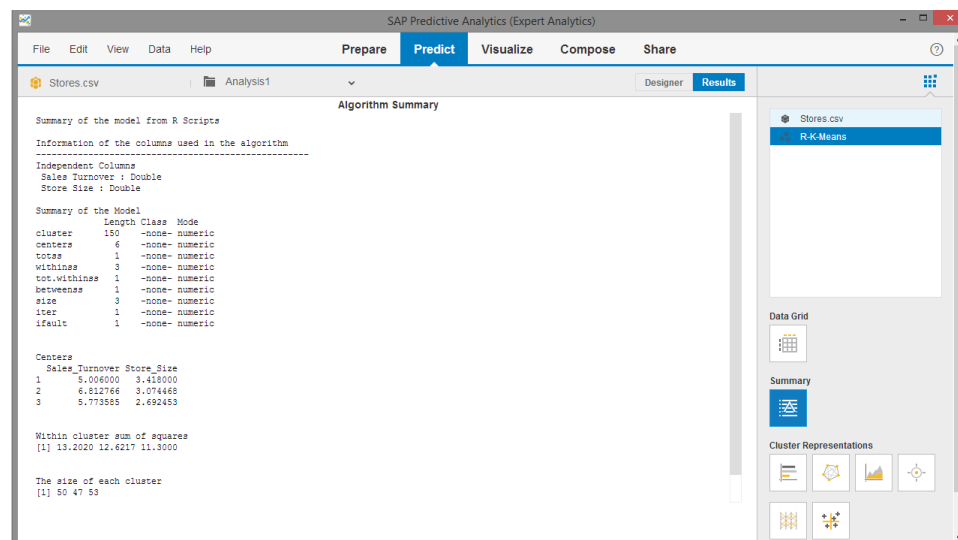 SAP Predictive Analytics (Expert Analytics)
File Edit View Data Help Prepare Predict Visualize Compose Share
Stores.csv Analysis1 Designer Results
Algorithm Summary
Summary of the model from R Scripts
Information of the columns used in the algorithm
----------------------------------------------------
Independent Columns
Sales Turnover : Double
Store Size : Double
Summary of the Model
Length Class Mode
cluster 150 -none- numeric
centers 6 -none- numeric
totss 1 -none- numeric
withinss 3 -none- numeric
tot.withinss 1 -none- numeric
betweenss 1 -none- numeric
size 3 -none- numeric
iter 1 -none- numeric
ifault 1 -none- numeric
Centers
Sales_Turnover Store_Size
1 5.006000 3.418000
2 6.812766 3.074468
3 5.773585 2.692453
Within cluster sum of squares
[1] 13.2020 12.6217 11.3000
The size of each cluster
[1] 50 47 53
Stores.csv
R-K-Means
Data Grid
Summary
Cluster Representations